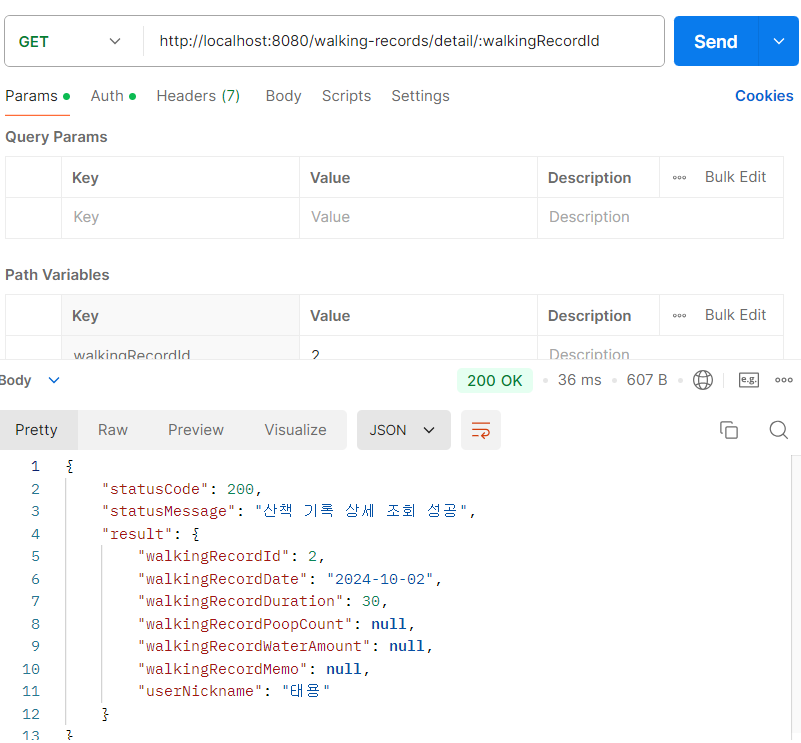 GET http://localhost:8080/walking-records/detail/:walkingRecordId Send
Params Auth Headers (7) Body Scripts Settings Cookies
Query Params
Key Value Description Bulk Edit
Key Value Description
Path Variables
Key Value Description Bulk Edit
walkingRecordId 2 Description
Body 200 OK 36 ms 607 B e.g.
Pretty Raw Preview Visualize JSON
1 {
2 "statusCode": 200,
3 "statusMessage": "산책 기록 상세 조회 성공",
4 "result": {
5 "walkingRecordId": 2,
6 "walkingRecordDate": "2024-10-02",
7 "walkingRecordDuration": 30,
8 "walkingRecordPoopCount": null,
9 "walkingRecordWaterAmount": null,
10 "walkingRecordMemo": null,
11 "userNickname": "태용"
12 }
13 }